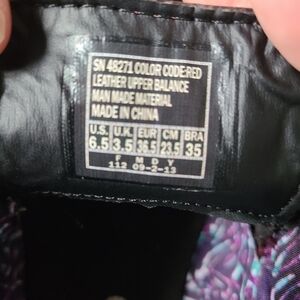 SN 48271 COLOR CODE:RED
LEATHER UPPER BALANCE
MAN MADE MATERIAL
MADE IN CHINA
U.S. U.K. EUR CM BRA
6.5 3.5 36.5 23.5 35
F M D Y
112 09-2-13